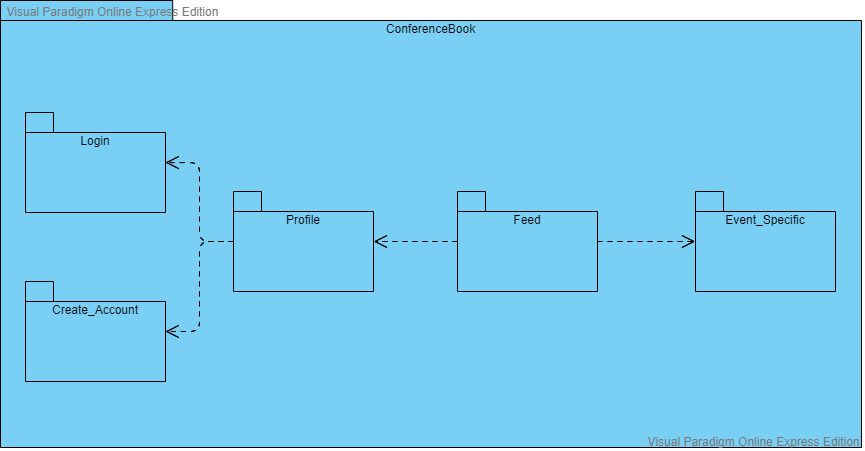 Visual Paradigm Online Express Edition
ConferenceBook
Login
Profile
Feed
Event_Specific
Create_Account
Visual Paradigm Online Express Edition